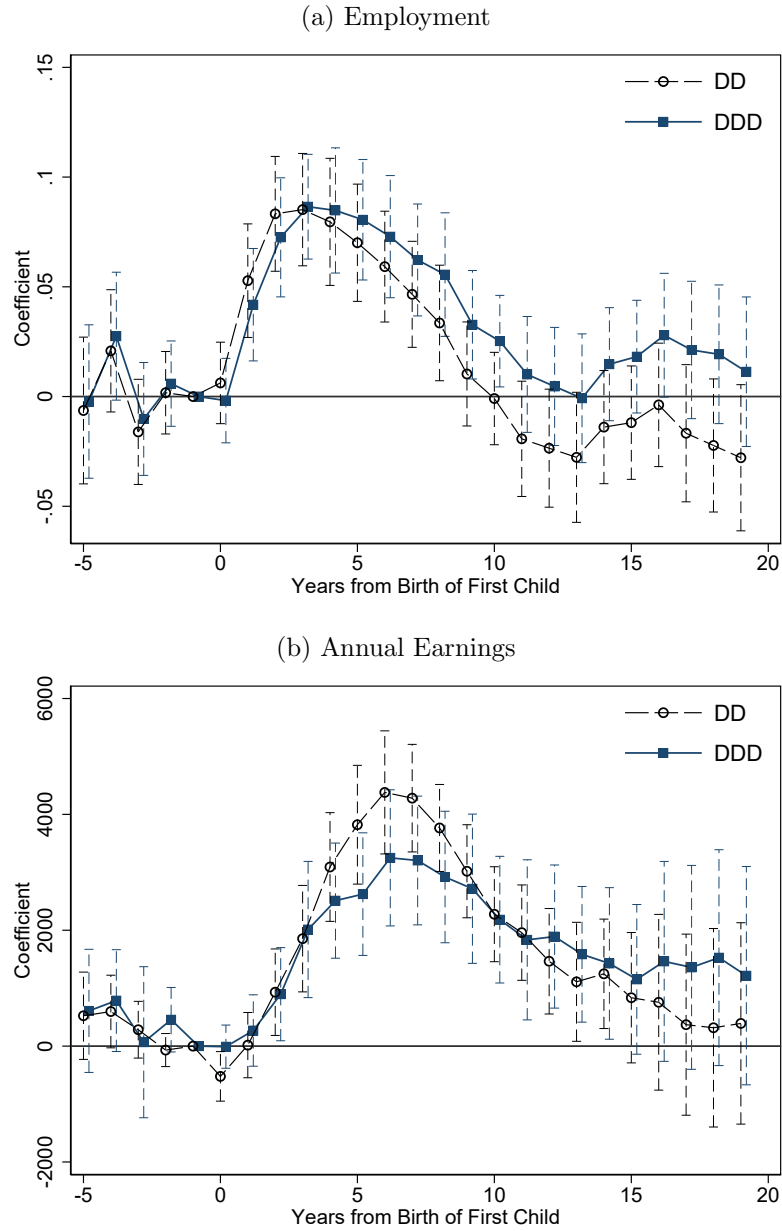 (a) Employment
.15
DD
DDD
.1
Coefficient
.05
0
-.05
-5 0 5 10 15 20
Years from Birth of First Child
(b) Annual Earnings
6000
DD
DDD
4000
Coefficient
2000
0
-2000
-5 0 5 10 15 20
Years from Birth of First Child